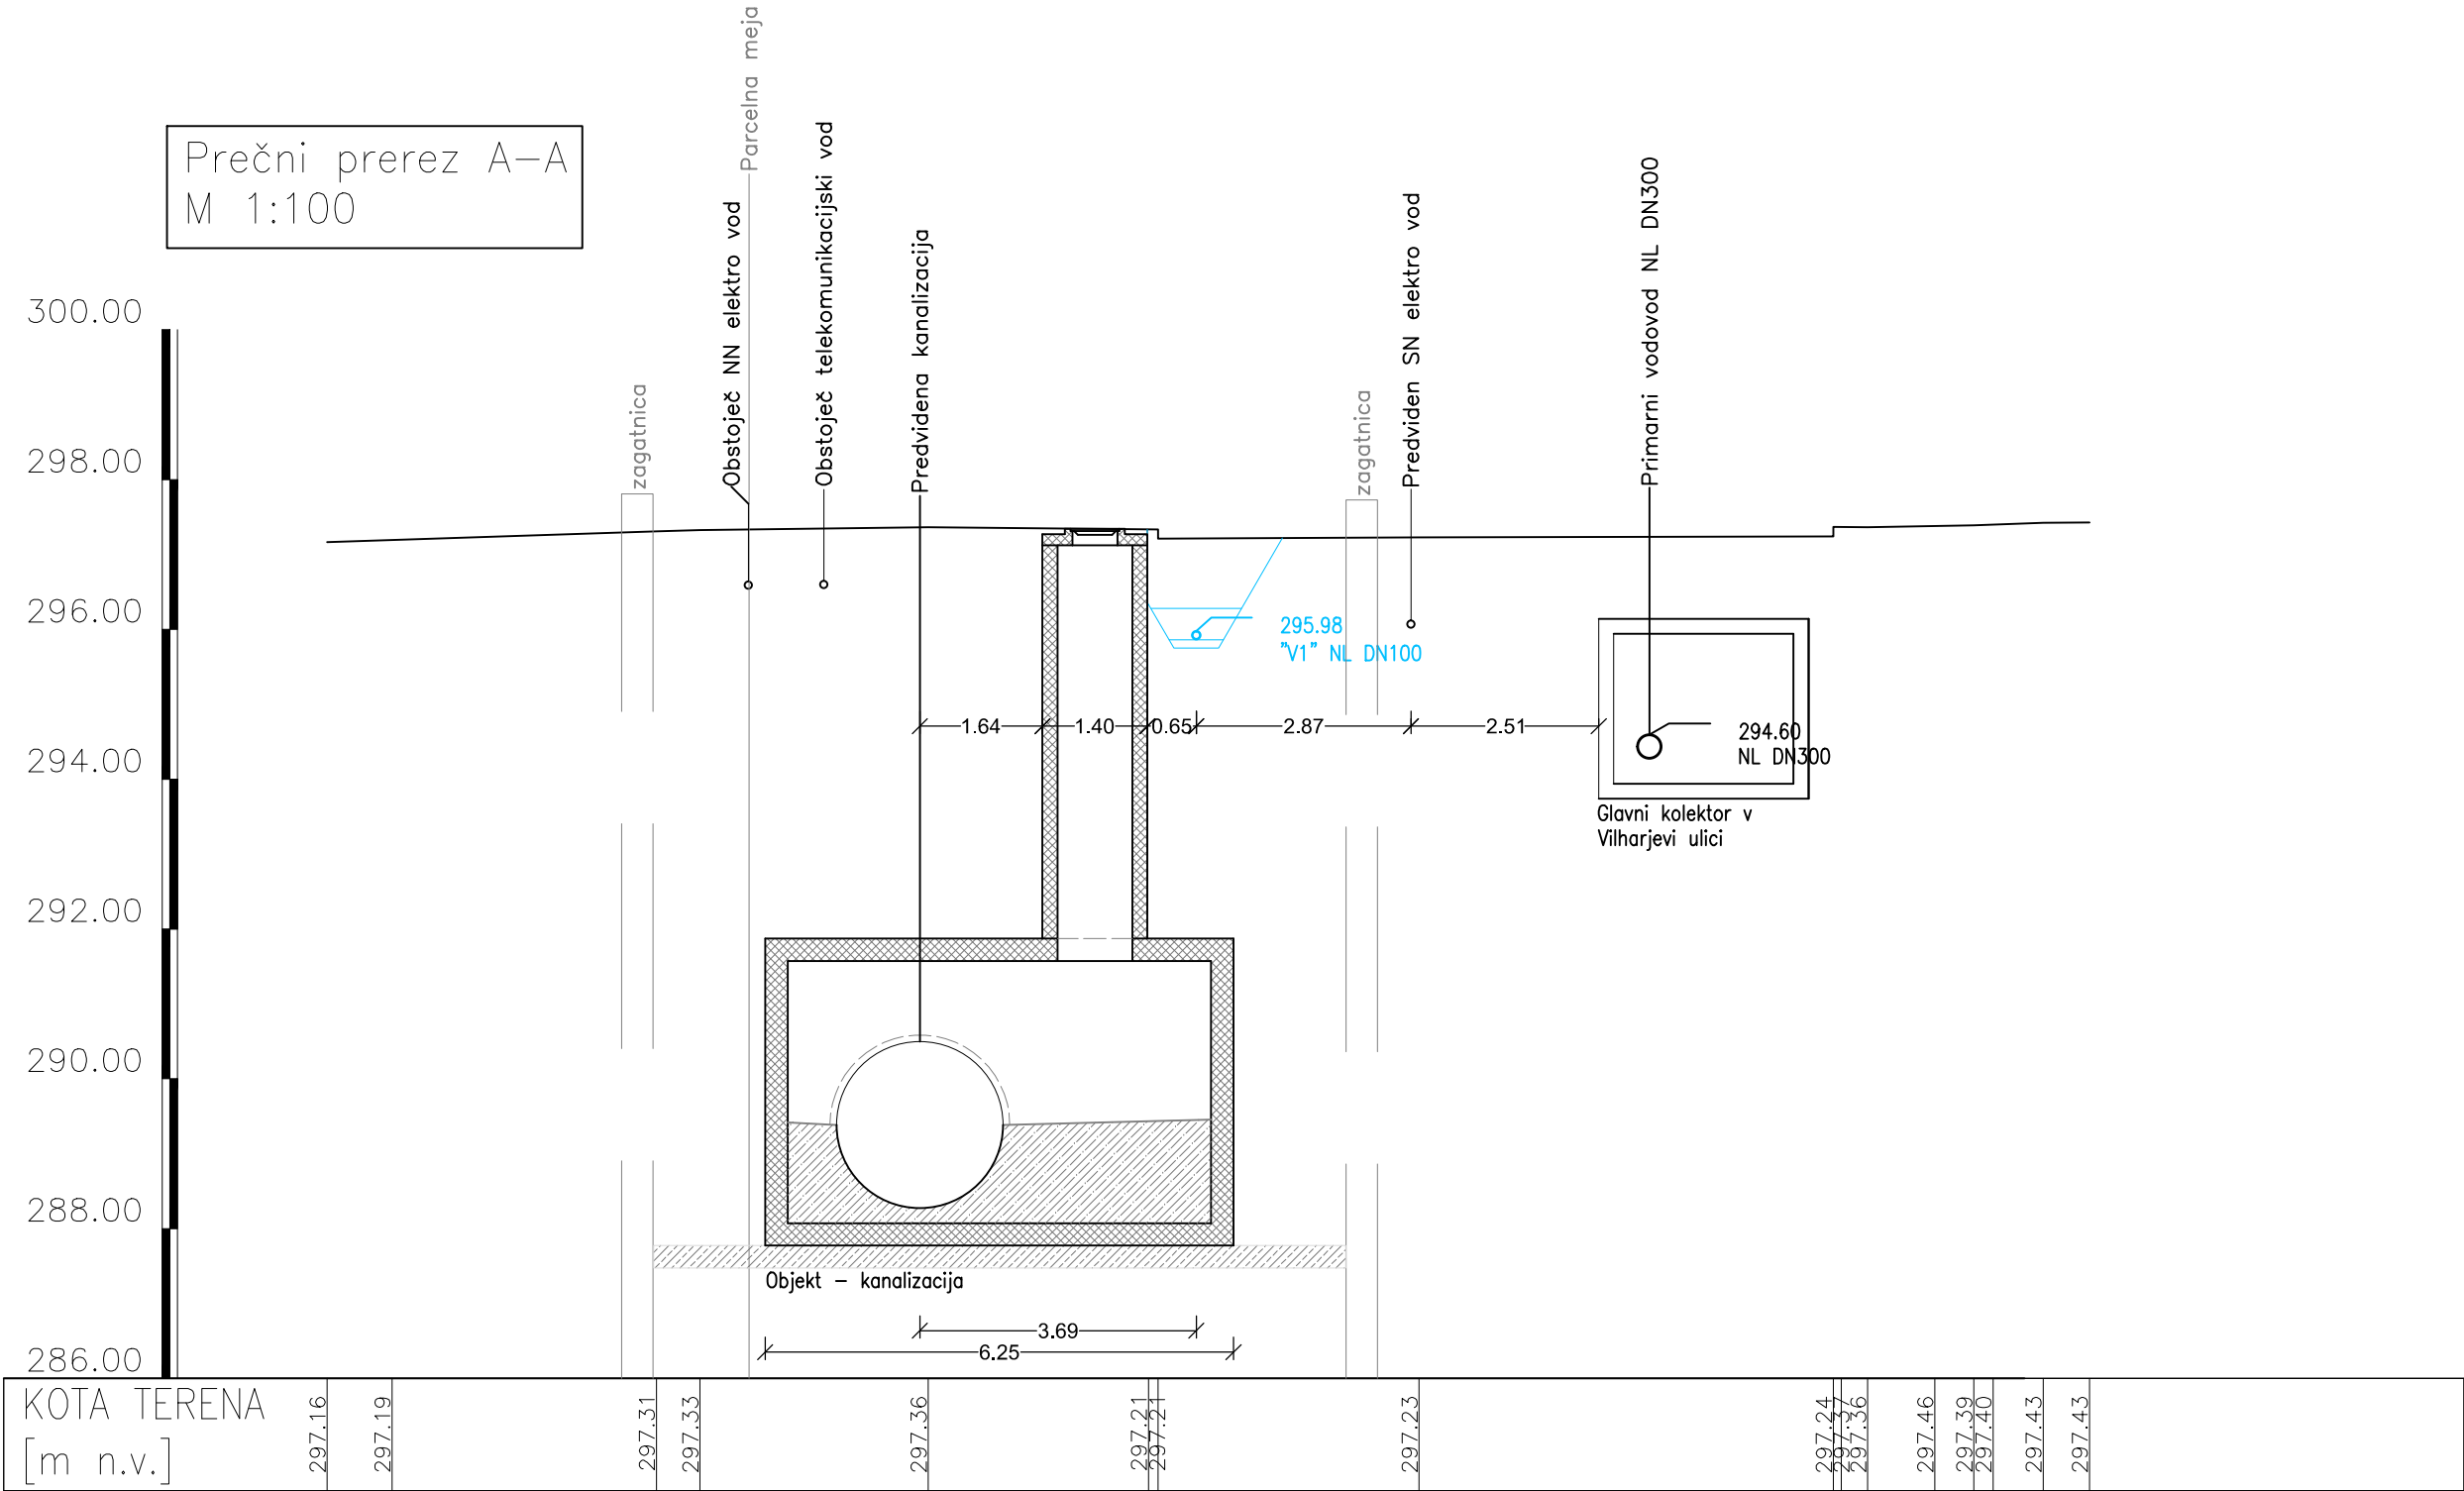 Parcelna meja
Prečni prerez A-A
M 1:100
Obstoječ NN elektro vod
Obstoječ telekomunikacijski vod
Predvidena kanalizacija
Predviden SN elektro vod
Primarni vodovod NL DN300
zagatnica
zagatnica
300.00
298.00
296.00
294.00
292.00
290.00
288.00
286.00
295.98
"V1" NL DN100
1.64
1.40
0.65
2.87
2.51
294.60
NL DN300
Glavni kolektor v
Vilharjevi ulici
Objekt - kanalizacija
3.69
6.25
KOTA TERENA
[m n.v.]
297.16
297.19
297.31
297.33
297.36
297.21
297.21
297.23
297.24
297.37
297.36
297.46
297.39
297.40
297.43
297.43